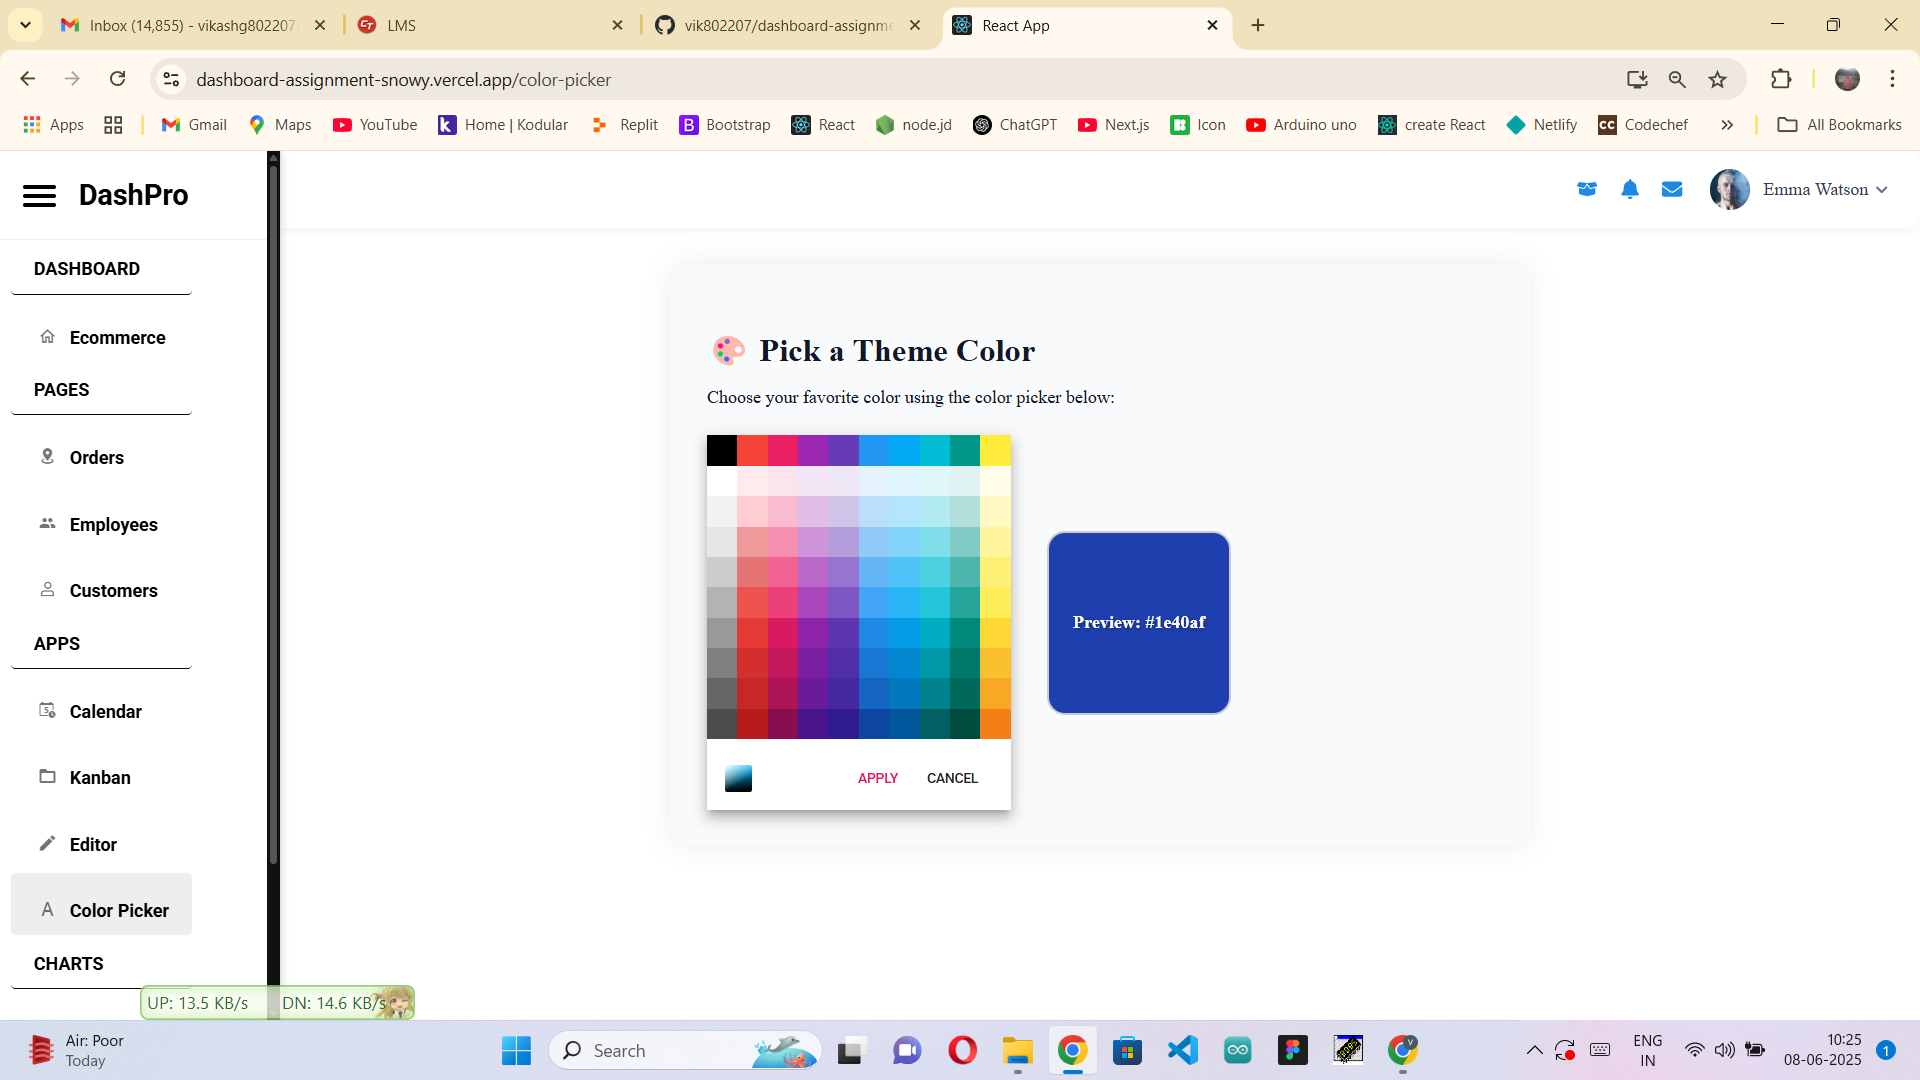 Inbox (14,855) - vikashg802207
LMS
vik802207/dashboard-assignme
React App
dashboard-assignment-snowy.vercel.app/color-picker
Apps
Gmail
Maps
YouTube
Home | Kodular
Replit
Bootstrap
React
node.jd
ChatGPT
Next.js
Icon
Arduino uno
create React
Netlify
Codechef
All Bookmarks
DashPro
Emma Watson
DASHBOARD
Ecommerce
PAGES
Orders
Employees
Customers
APPS
Calendar
Kanban
Editor
Color Picker
CHARTS
Pick a Theme Color
Choose your favorite color using the color picker below:
Preview: #1e40af
APPLY
CANCEL
UP: 13.5 KB/s DN: 14.6 KB/s
Air: Poor
Today
Search
ENG
IN
10:25
08-06-2025
1